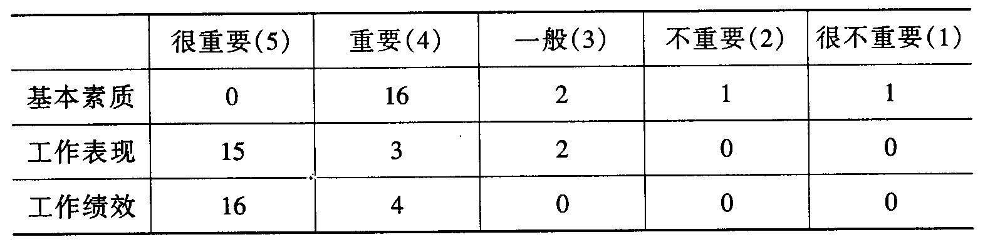 很重要(5) 重要(4) 一般(3) 不重要(2) 很不重要(1)
基本素质 0 16 2 1 1
工作表现 15 3 2 0 0
工作绩效 16 4 0 0 0